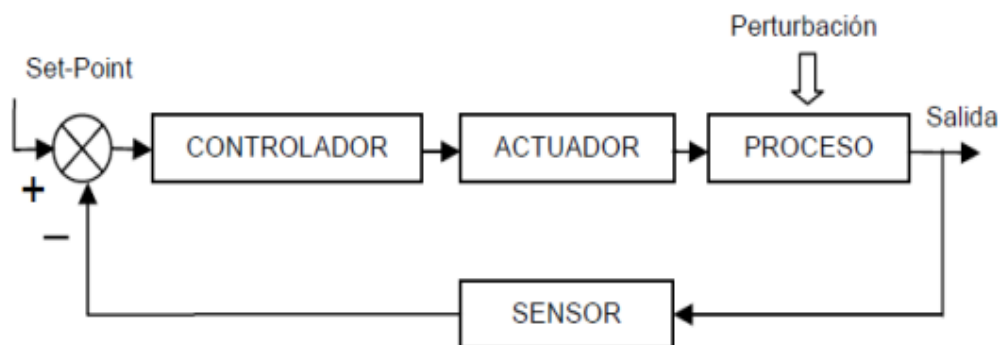 Perturbación
Set-Point
Salida
CONTROLADOR
ACTUADOR
PROCESO
+
−
SENSOR